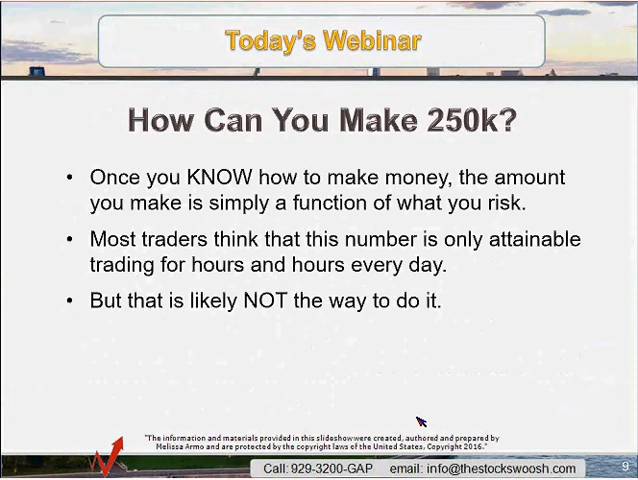 Today's Webinar
How Can You Make 250k?
• Once you KNOW how to make money, the amount
you make is simply a function of what you risk.
• Most traders think that this number is only attainable
trading for hours and hours every day.
• But that is likely NOT the way to do it.
"The information and materials provided in this slideshow were created, authored and prepared by
Melissa Armo and are protected by the copyright laws of the United States. Copyright 2016."
Call: 929-3200-GAP email: info@thestockswoosh.com
9